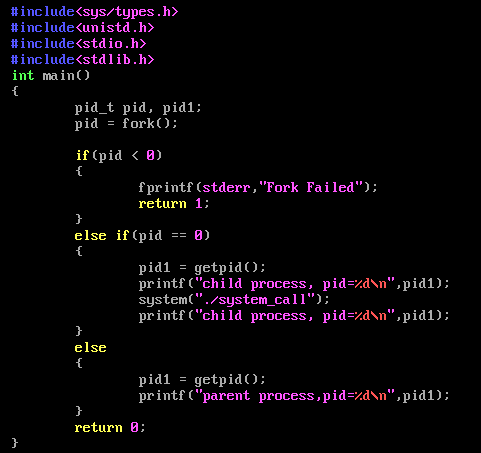 #include<sys/types.h>
#include<unistd.h>
#include<stdio.h>
#include<stdlib.h>
int main()
{
        pid_t pid, pid1;
        pid = fork();

        if(pid < 0)
        {
                fprintf(stderr,"Fork Failed");
                return 1;
        }
        else if(pid == 0)
        {
                pid1 = getpid();
                printf("child process, pid=%d\n",pid1);
                system("./system_call");
                printf("child process, pid=%d\n",pid1);
        }
        else
        {
                pid1 = getpid();
                printf("parent process,pid=%d\n",pid1);
        }
        return 0;
}